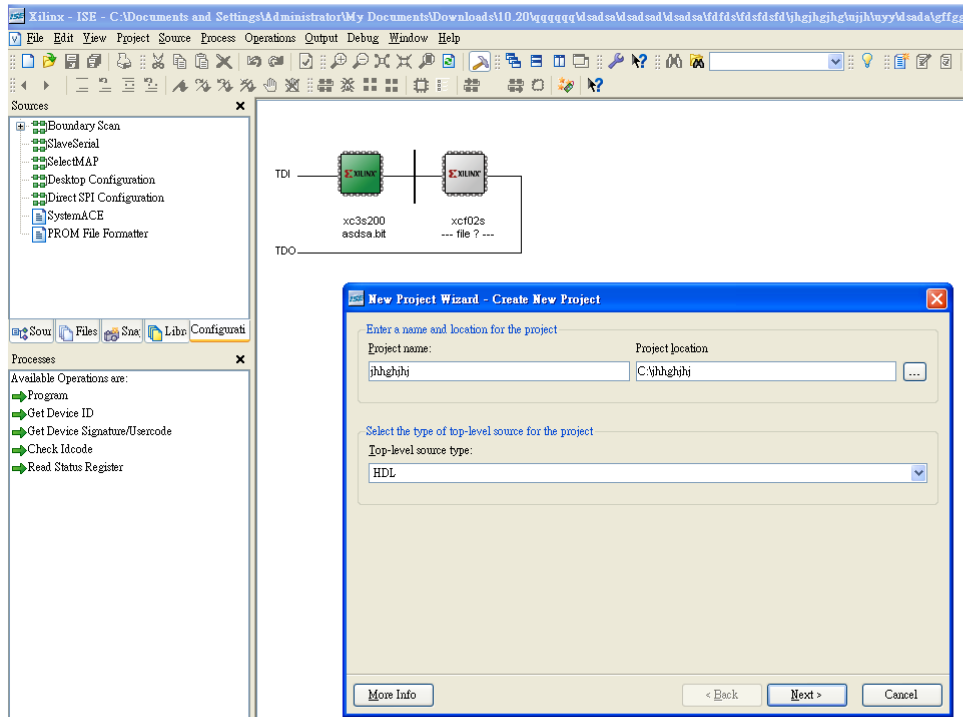 Xilinx - ISE - C:\Documents and Settings\Administrator\My Documents\Downloads\10.20\qqqqqq\dsadsa\dsadsad\dsadsa\fdfds\fdsfdsfd\jhgjhgjhg\ujjh\uyy\dsada\gffgg
File Edit View Project Source Process Operations Output Debug Window Help
Sources
Boundary Scan
SlaveSerial
SelectMAP
Desktop Configuration
Direct SPI Configuration
SystemACE
PROM File Formatter
Sour Files Sna Libr Configurati
Processes
Available Operations are:
Program
Get Device ID
Get Device Signature/Usercode
Check Idcode
Read Status Register
TDI
XILINX XILINX
xc3s200 xcf02s
asdsa.bit --- file ? ---
TDO
New Project Wizard - Create New Project
Enter a name and location for the project
Project name: Project location
jhhghjhj C:\jhhghjhj ...
Select the type of top-level source for the project
Top-level source type:
HDL
More Info < Back Next > Cancel